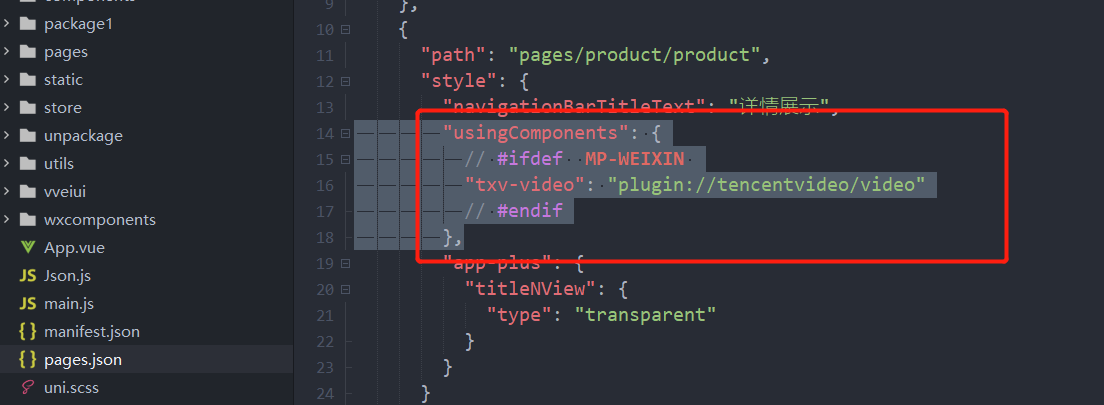 components
package1
pages
static
store
unpackage
utils
vveiui
wxcomponents
App.vue
Json.js
main.js
{ } manifest.json
{ } pages.json
uni.scss
9 },
10 {
11 "path": "pages/product/product",
12 "style": {
13 "navigationBarTitleText": "详情展示",
14 "usingComponents": {
15 // #ifdef  MP-WEIXIN
16 "txv-video": "plugin://tencentvideo/video"
17 // #endif
18 },
19 "app-plus": {
20 "titleNView": {
21 "type": "transparent"
22 }
23 }
24 }